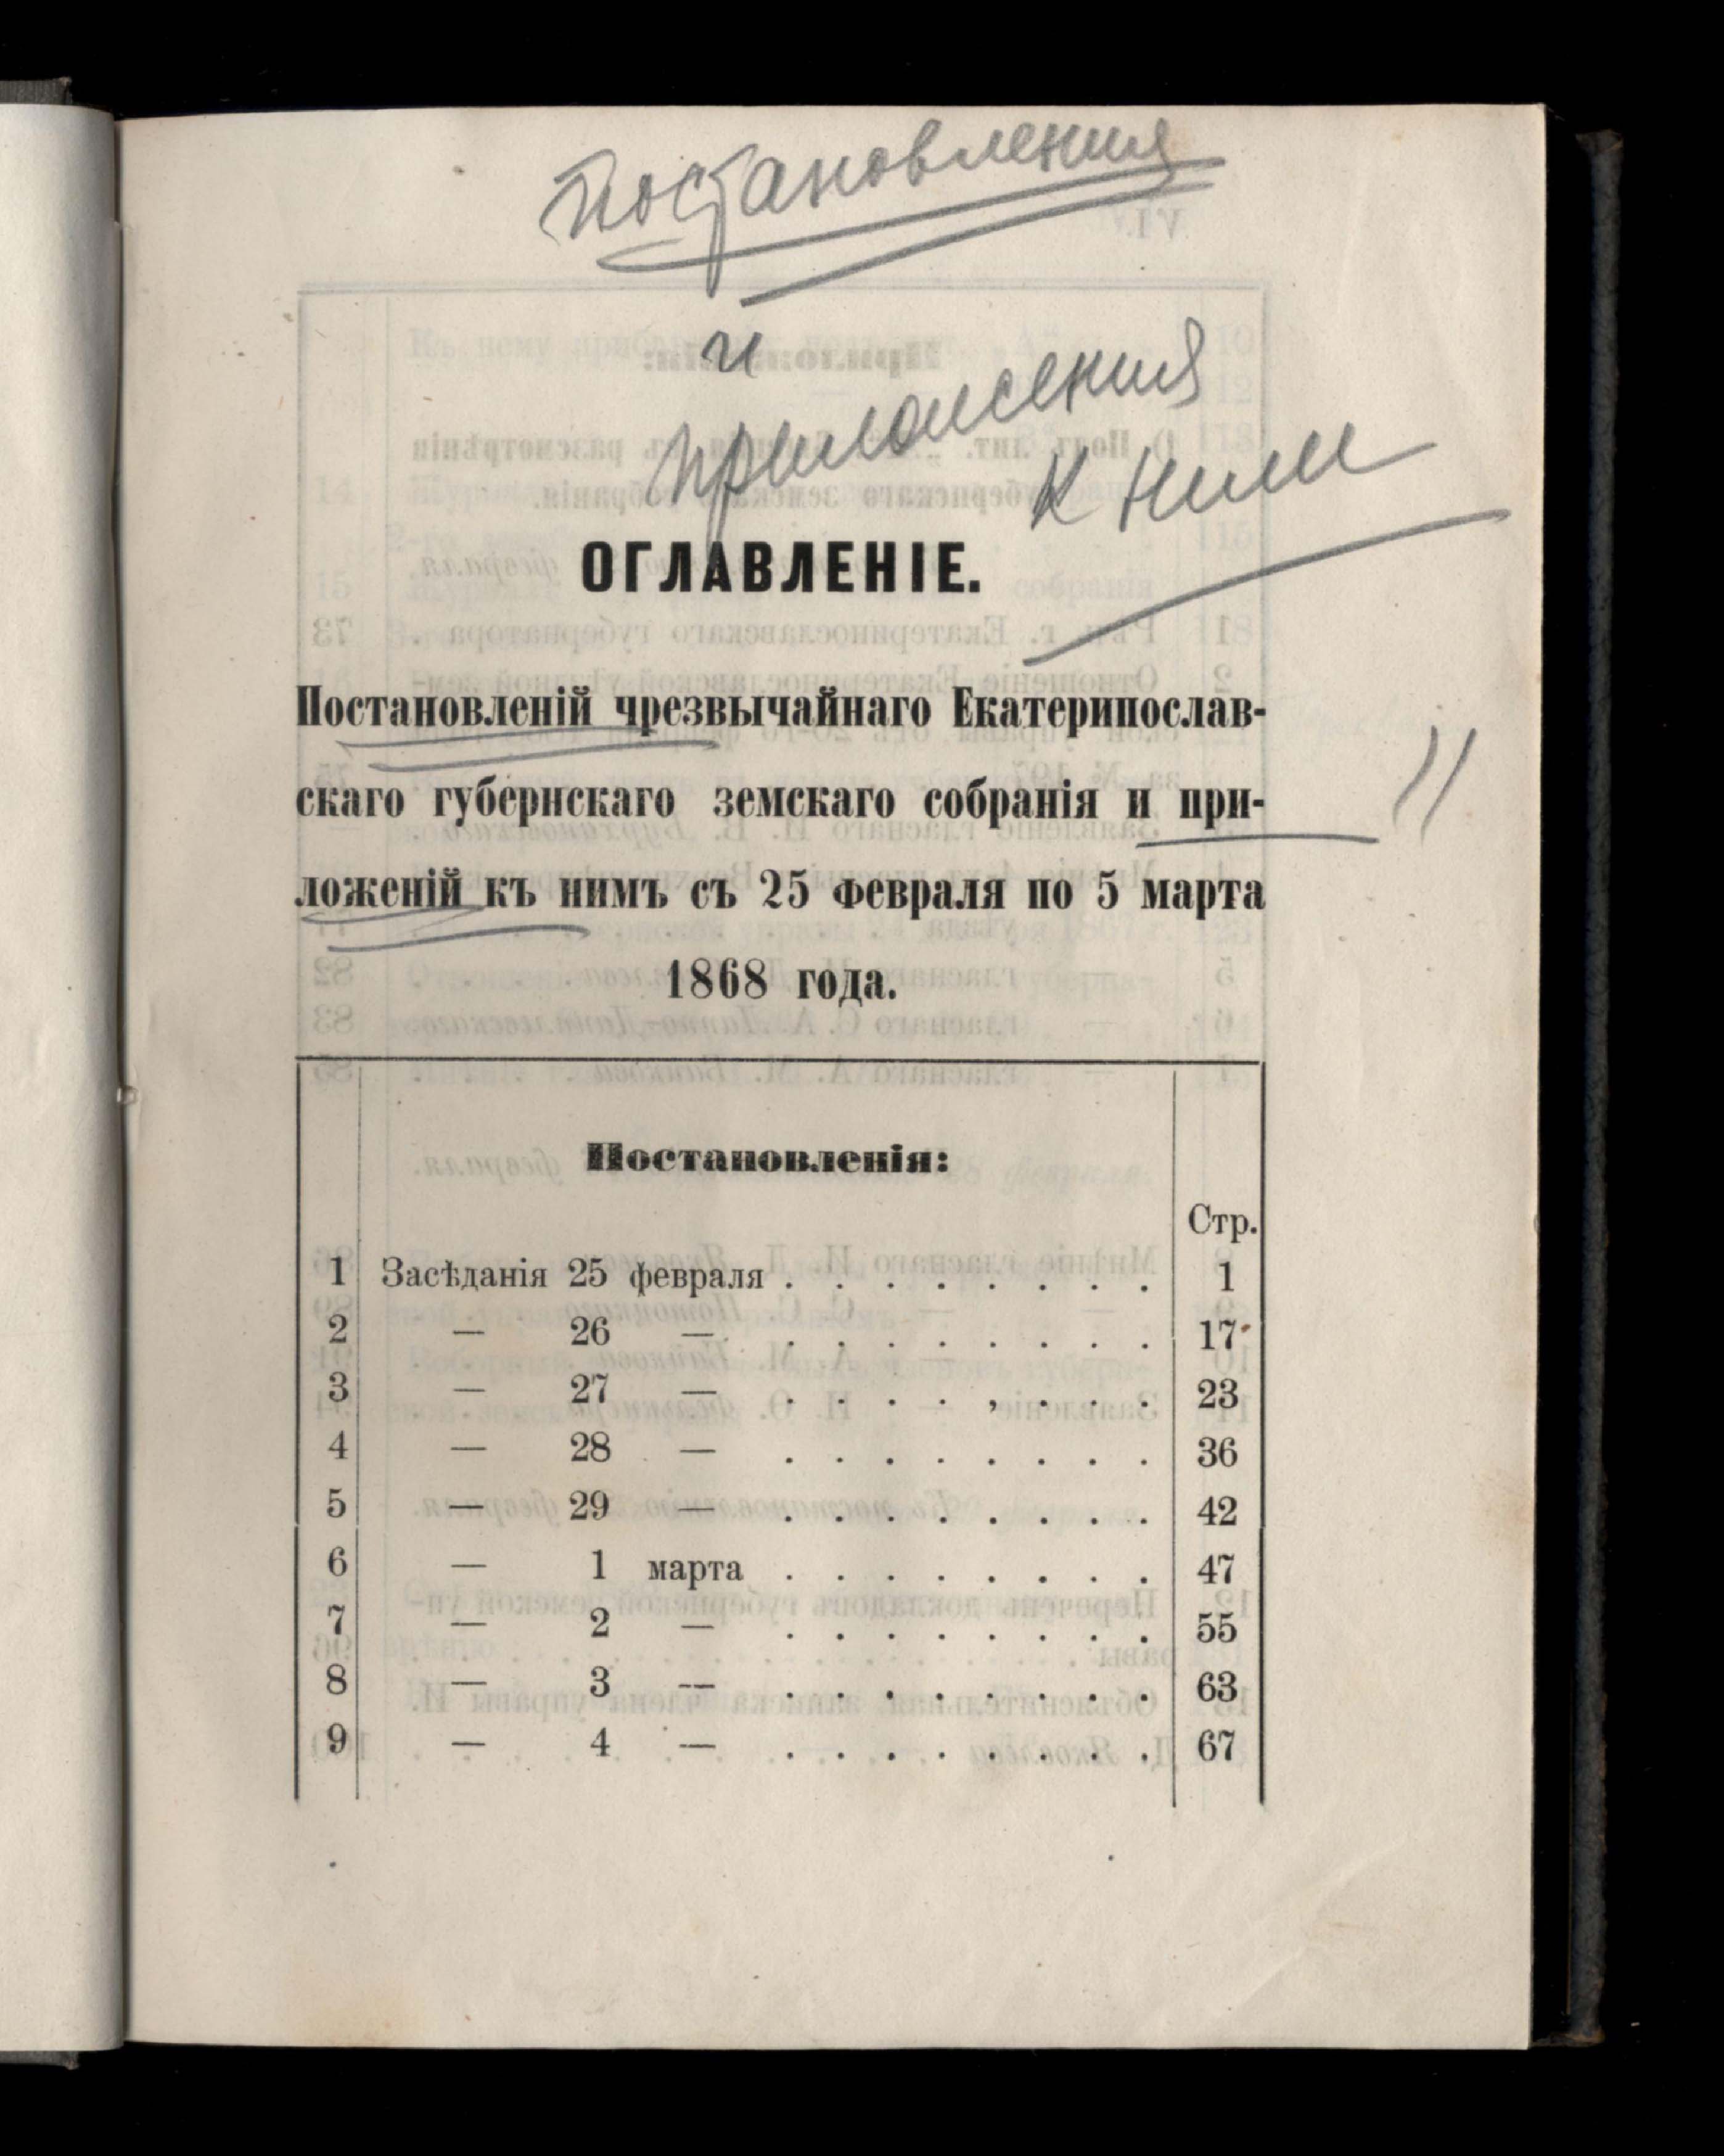 Постановления
и
приложения
к ним
ОГЛАВЛЕНІЕ.
Постановленій чрезвычайнаго Екатеринослав-
скаго губернскаго земскаго собранія и при-
ложеній къ нимъ съ 25 февраля по 5 марта
1868 года.
Постановленія:
Стр.
1 Засѣданія 25 февраля . . . . . . . . 1
2 — 26 — . . . . . . . . 17
3 — 27 — . . . . , . . . 23
4 — 28 — . . . . . . . . 36
5 — 29 — . . . . . . . . 42
6 — 1 марта . . . . . . . . 47
7 — 2 — . . . . . . . . 55
8 — 3 — . . . . . . . . 63
9 — 4 — . . . . . . . . 67